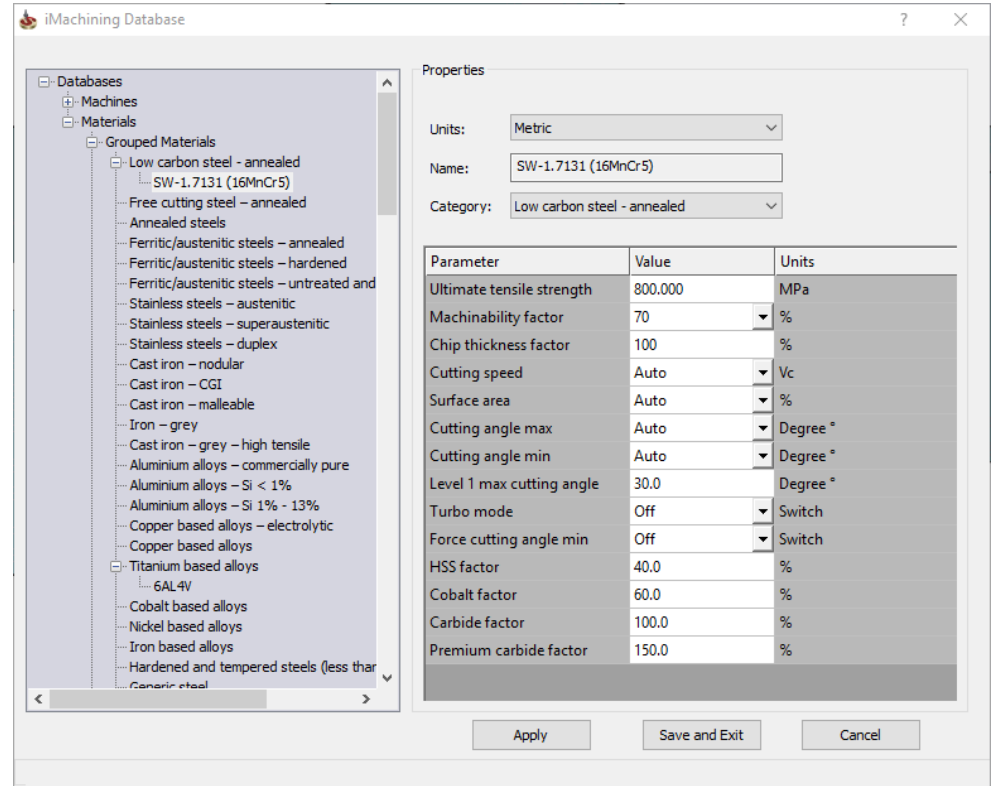 iMachining Database
Databases
Machines
Materials
Grouped Materials
Low carbon steel - annealed
SW-1.7131 (16MnCr5)
Free cutting steel – annealed
Annealed steels
Ferritic/austenitic steels – annealed
Ferritic/austenitic steels – hardened
Ferritic/austenitic steels – untreated and
Stainless steels – austenitic
Stainless steels – superaustenitic
Stainless steels – duplex
Cast iron – nodular
Cast iron – CGI
Cast iron – malleable
Iron – grey
Cast iron – grey – high tensile
Aluminium alloys – commercially pure
Aluminium alloys – Si < 1%
Aluminium alloys – Si 1% - 13%
Copper based alloys – electrolytic
Copper based alloys
Titanium based alloys
6AL4V
Cobalt based alloys
Nickel based alloys
Iron based alloys
Hardened and tempered steels (less than
Generic steel
Properties
Units: Metric
Name: SW-1.7131 (16MnCr5)
Category: Low carbon steel - annealed
Parameter Value Units
Ultimate tensile strength 800.000 MPa
Machinability factor 70 %
Chip thickness factor 100 %
Cutting speed Auto Vc
Surface area Auto %
Cutting angle max Auto Degree °
Cutting angle min Auto Degree °
Level 1 max cutting angle 30.0 Degree °
Turbo mode Off Switch
Force cutting angle min Off Switch
HSS factor 40.0 %
Cobalt factor 60.0 %
Carbide factor 100.0 %
Premium carbide factor 150.0 %
Apply Save and Exit Cancel